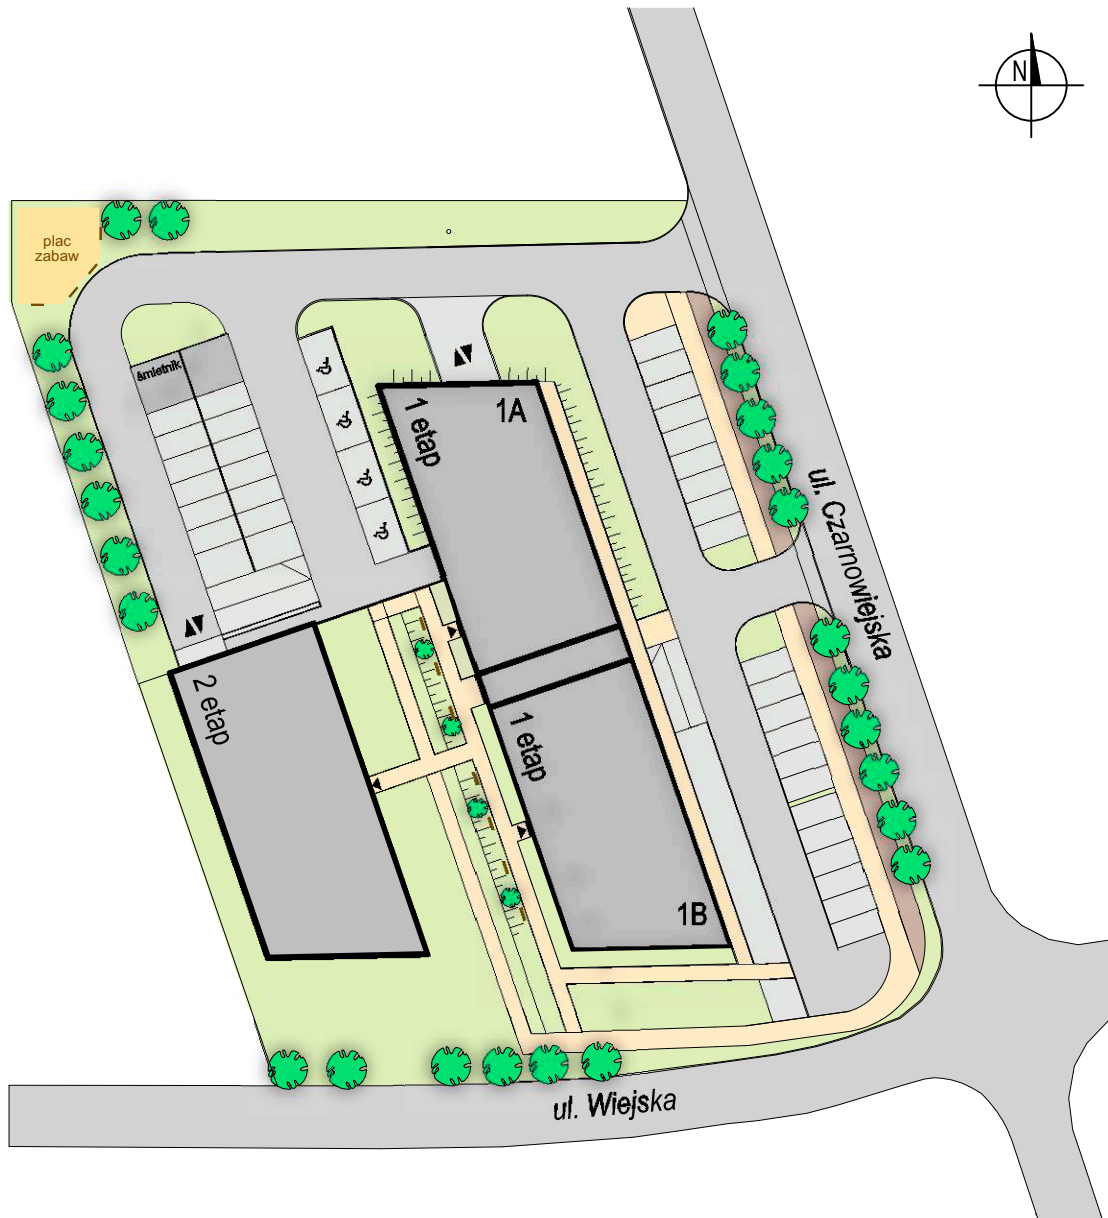 N
plac
zabaw
śmietnik
1 etap
1A
ul. Czarnowiejska
2 etap
1 etap
1B
ul. Wiejska